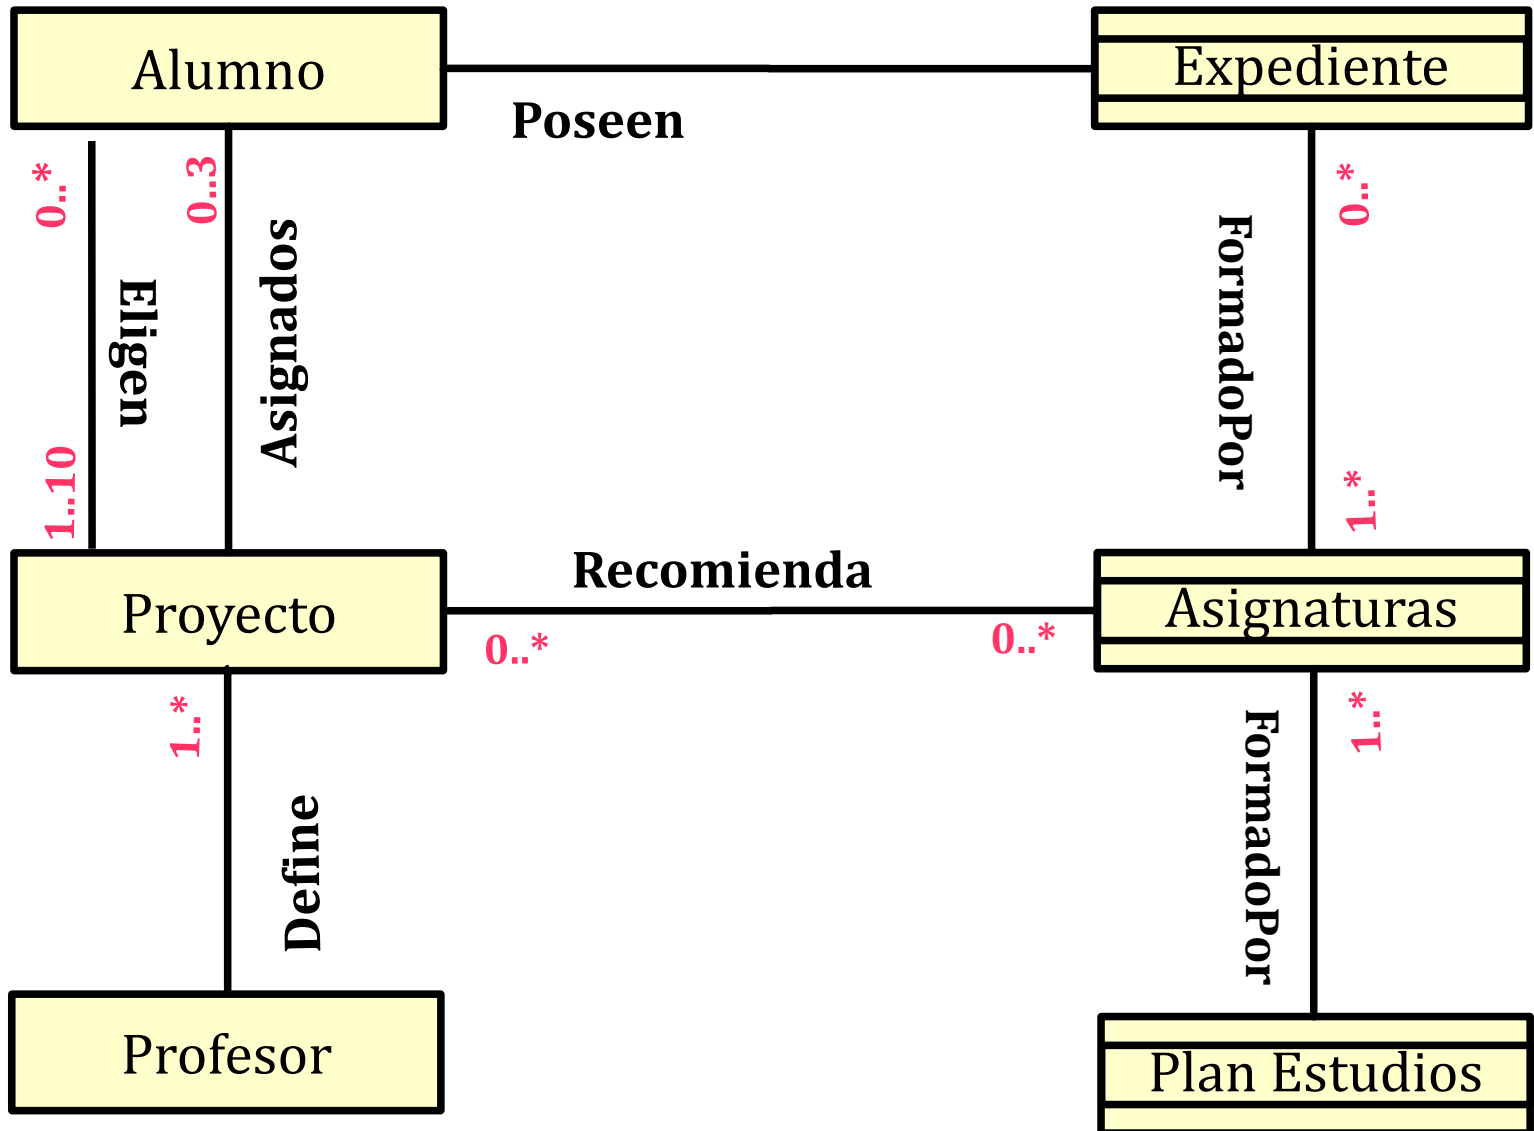 Alumno
Expediente
Poseen
0..*
0..3
0..*
Eligen
Asignados
FormadoPor
1..10
1..*
Proyecto
Recomienda
Asignaturas
0..*
0..*
1..*
1..*
Define
FormadoPor
Profesor
Plan Estudios